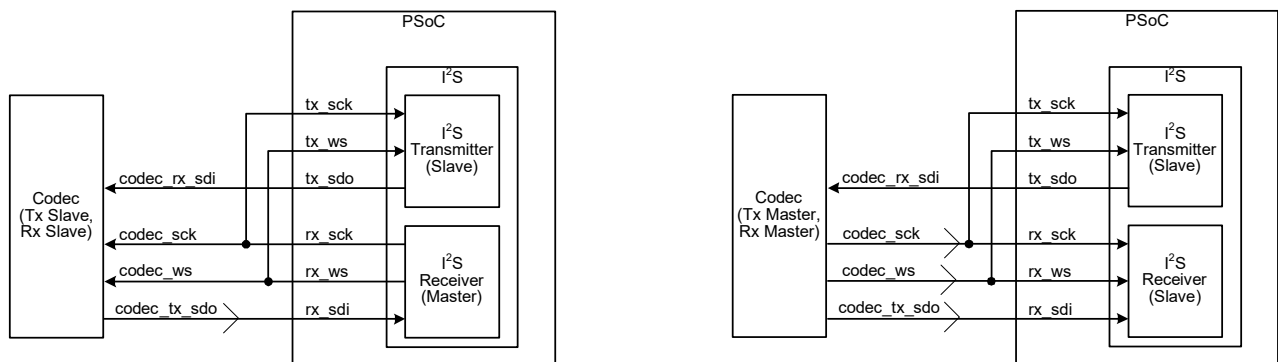 PSoC
I²S
tx_sck
I²S
Transmitter
(Slave)
tx_ws
codec_rx_sdi
tx_sdo
Codec
(Tx Slave,
Rx Slave)
codec_sck
rx_sck
I²S
Receiver
(Master)
codec_ws
rx_ws
codec_tx_sdo
rx_sdi
PSoC
I²S
tx_sck
I²S
Transmitter
(Slave)
tx_ws
codec_rx_sdi
tx_sdo
Codec
(Tx Master,
Rx Master)
codec_sck
rx_sck
I²S
Receiver
(Slave)
codec_ws
rx_ws
codec_tx_sdo
rx_sdi